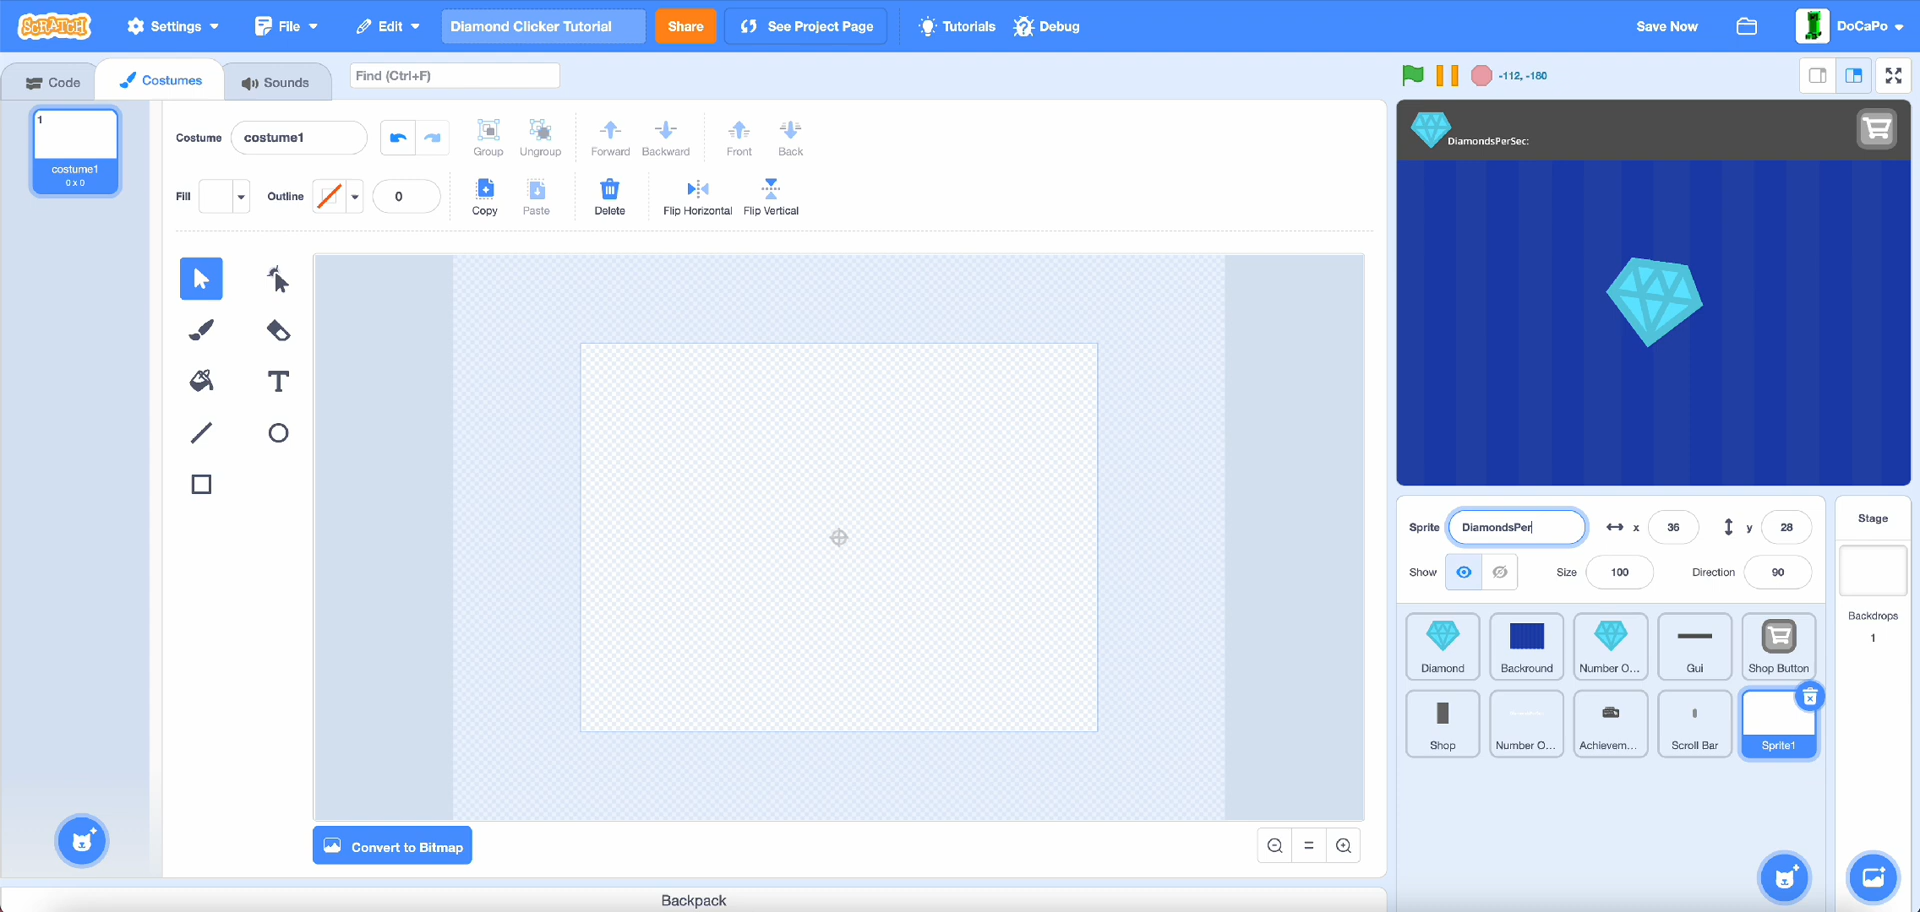 SCRATCH Settings File Edit Diamond Clicker Tutorial Share See Project Page Tutorials Debug Save Now DoCaPo
Code Costumes Sounds Find (Ctrl+F) -112, -180
1
costume1
0 x 0
Costume costume1 Group Ungroup Forward Backward Front Back
Fill Outline 0 Copy Paste Delete Flip Horizontal Flip Vertical
T
Convert to Bitmap
Backpack
DiamondsPerSec:
Sprite DiamondsPer x 36 y 28
Show Size 100 Direction 90
Diamond Backround Number O... Gui Shop Button
Shop Number O... Achievem... Scroll Bar Sprite1
Stage
Backdrops
1